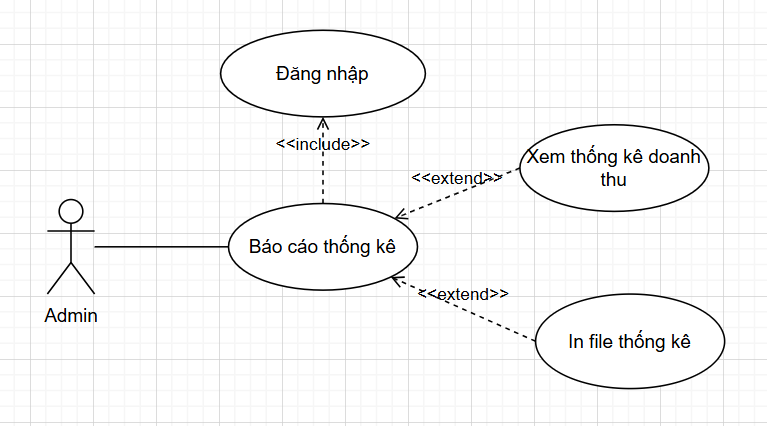 Đăng nhập
<<include>>
Xem thống kê doanh
thu
<<extend>>
Báo cáo thống kê
<<extend>>
Admin
In file thống kê